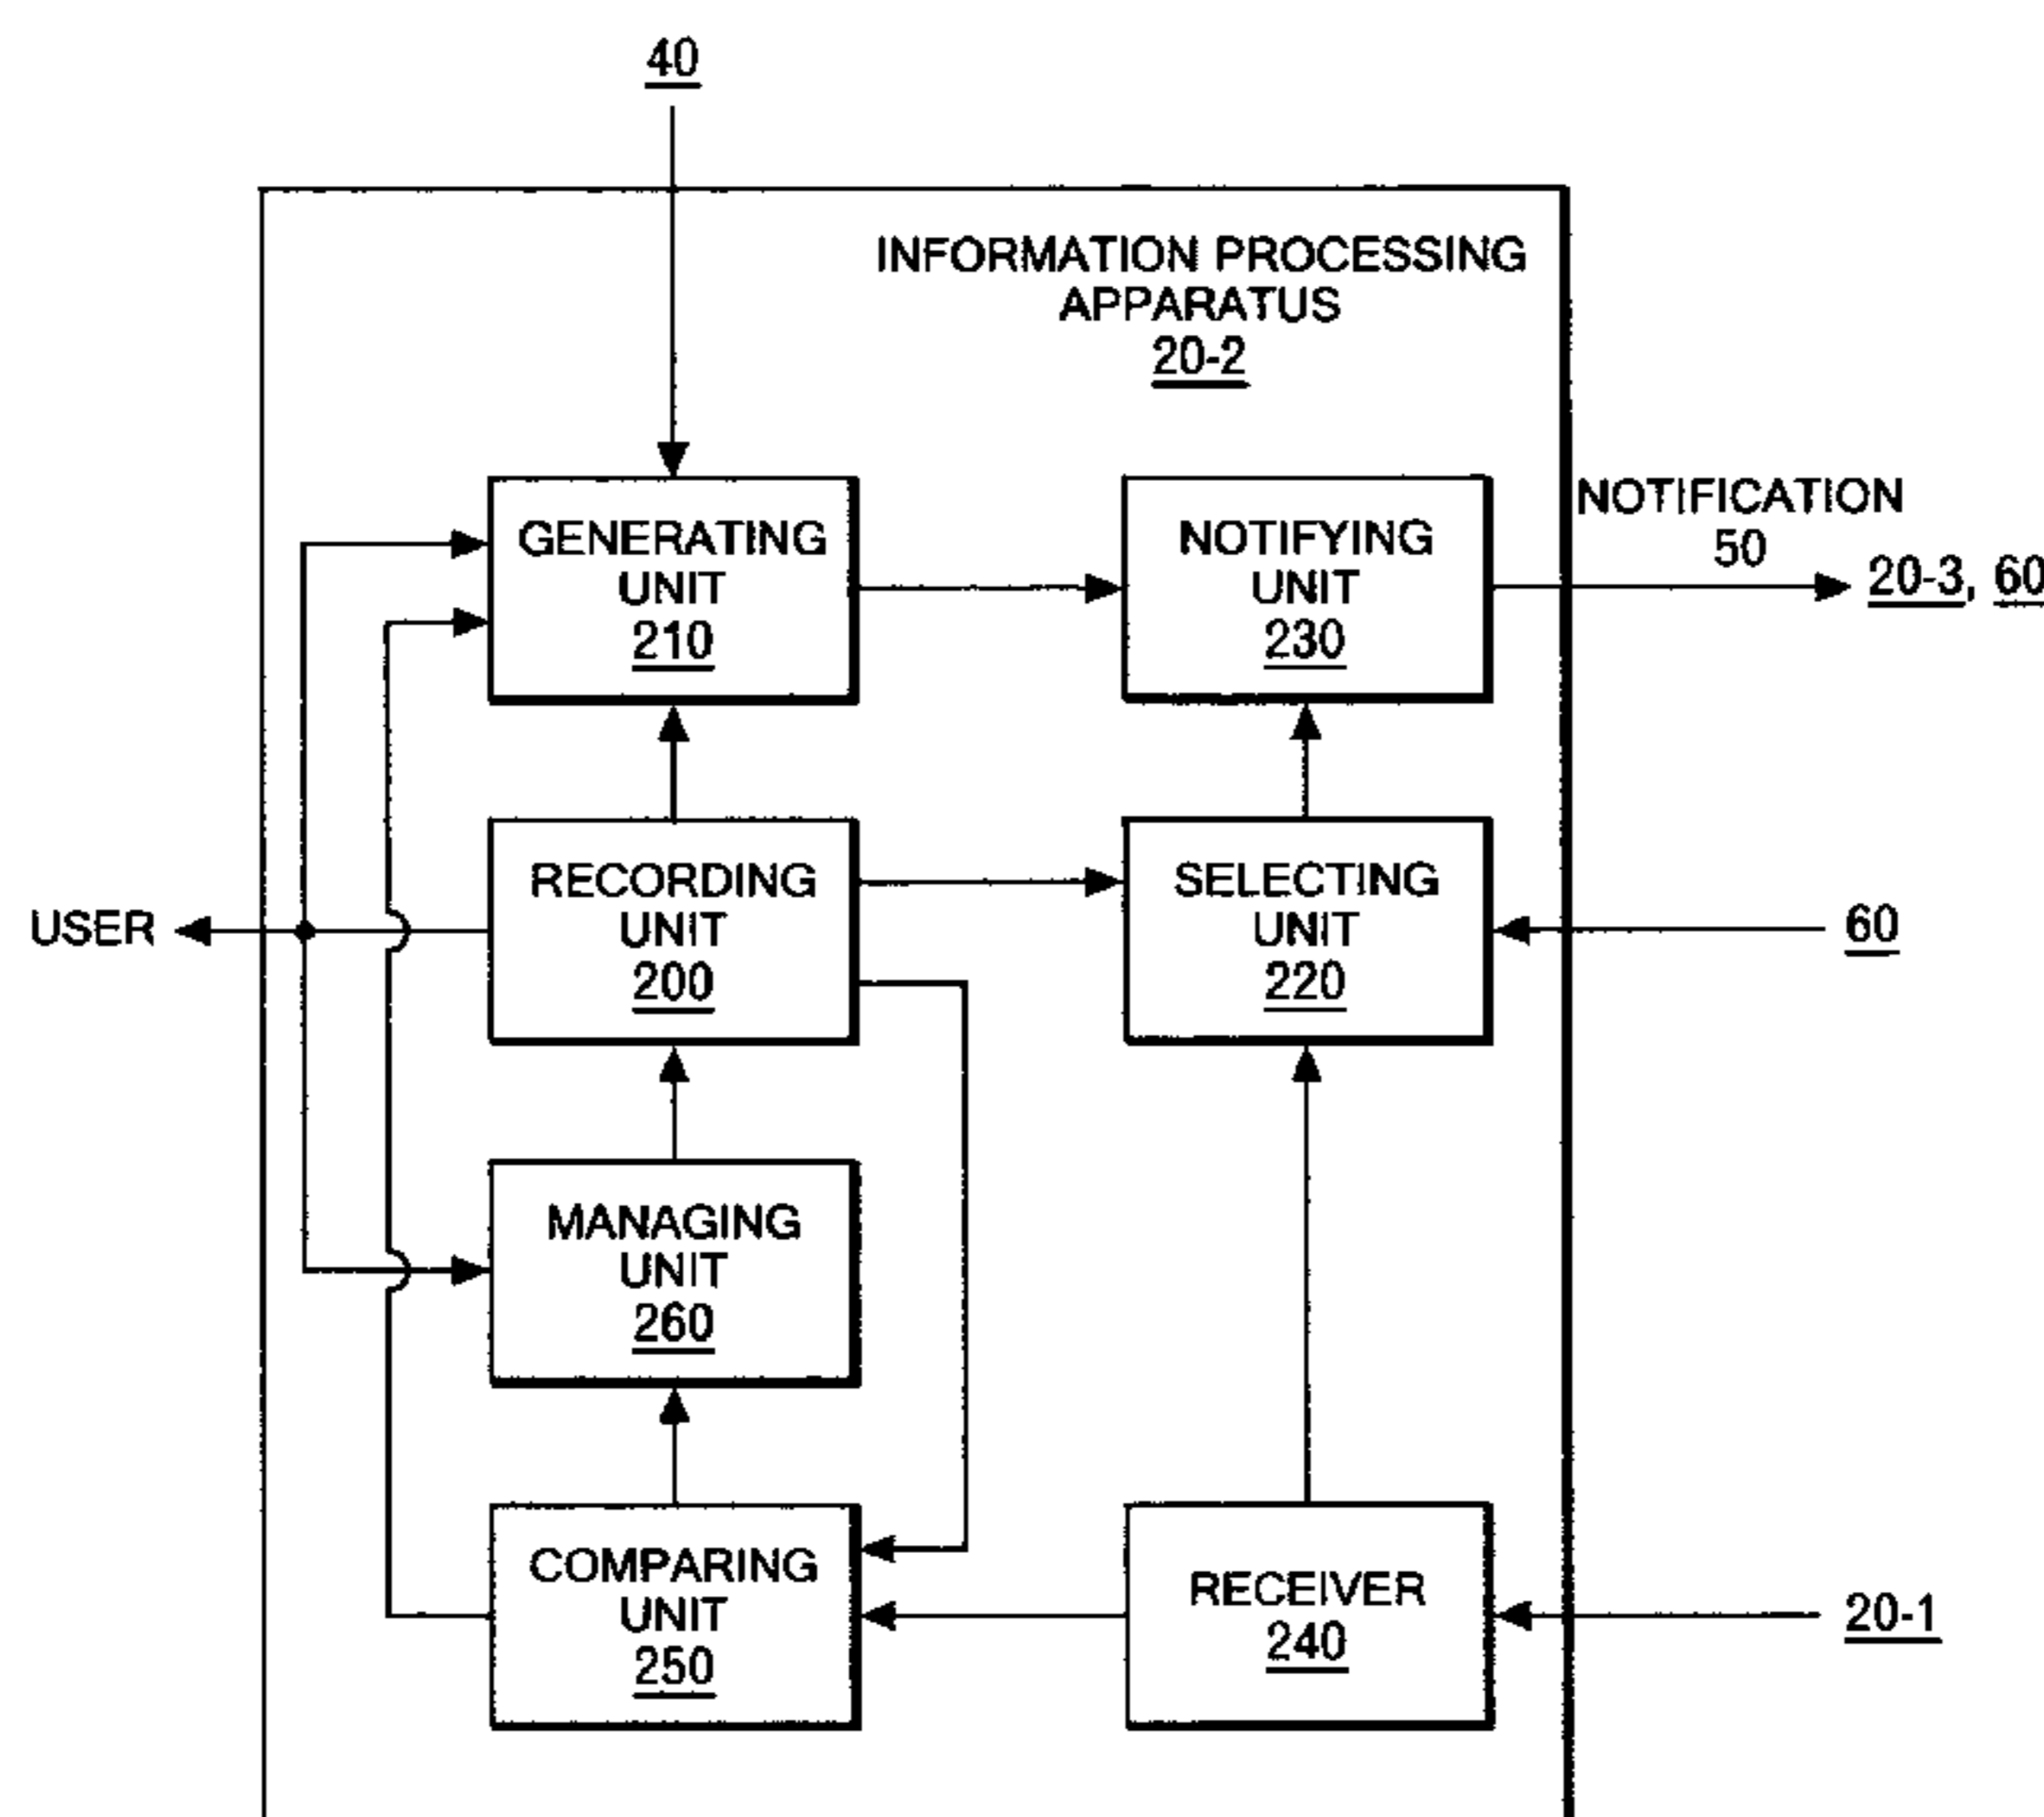 40
INFORMATION PROCESSING
APPARATUS
20-2
GENERATING
UNIT
210
NOTIFYING
UNIT
230
NOTIFICATION
50
20-3, 60
RECORDING
UNIT
200
SELECTING
UNIT
220
USER
60
MANAGING
UNIT
260
COMPARING
UNIT
250
RECEIVER
240
20-1